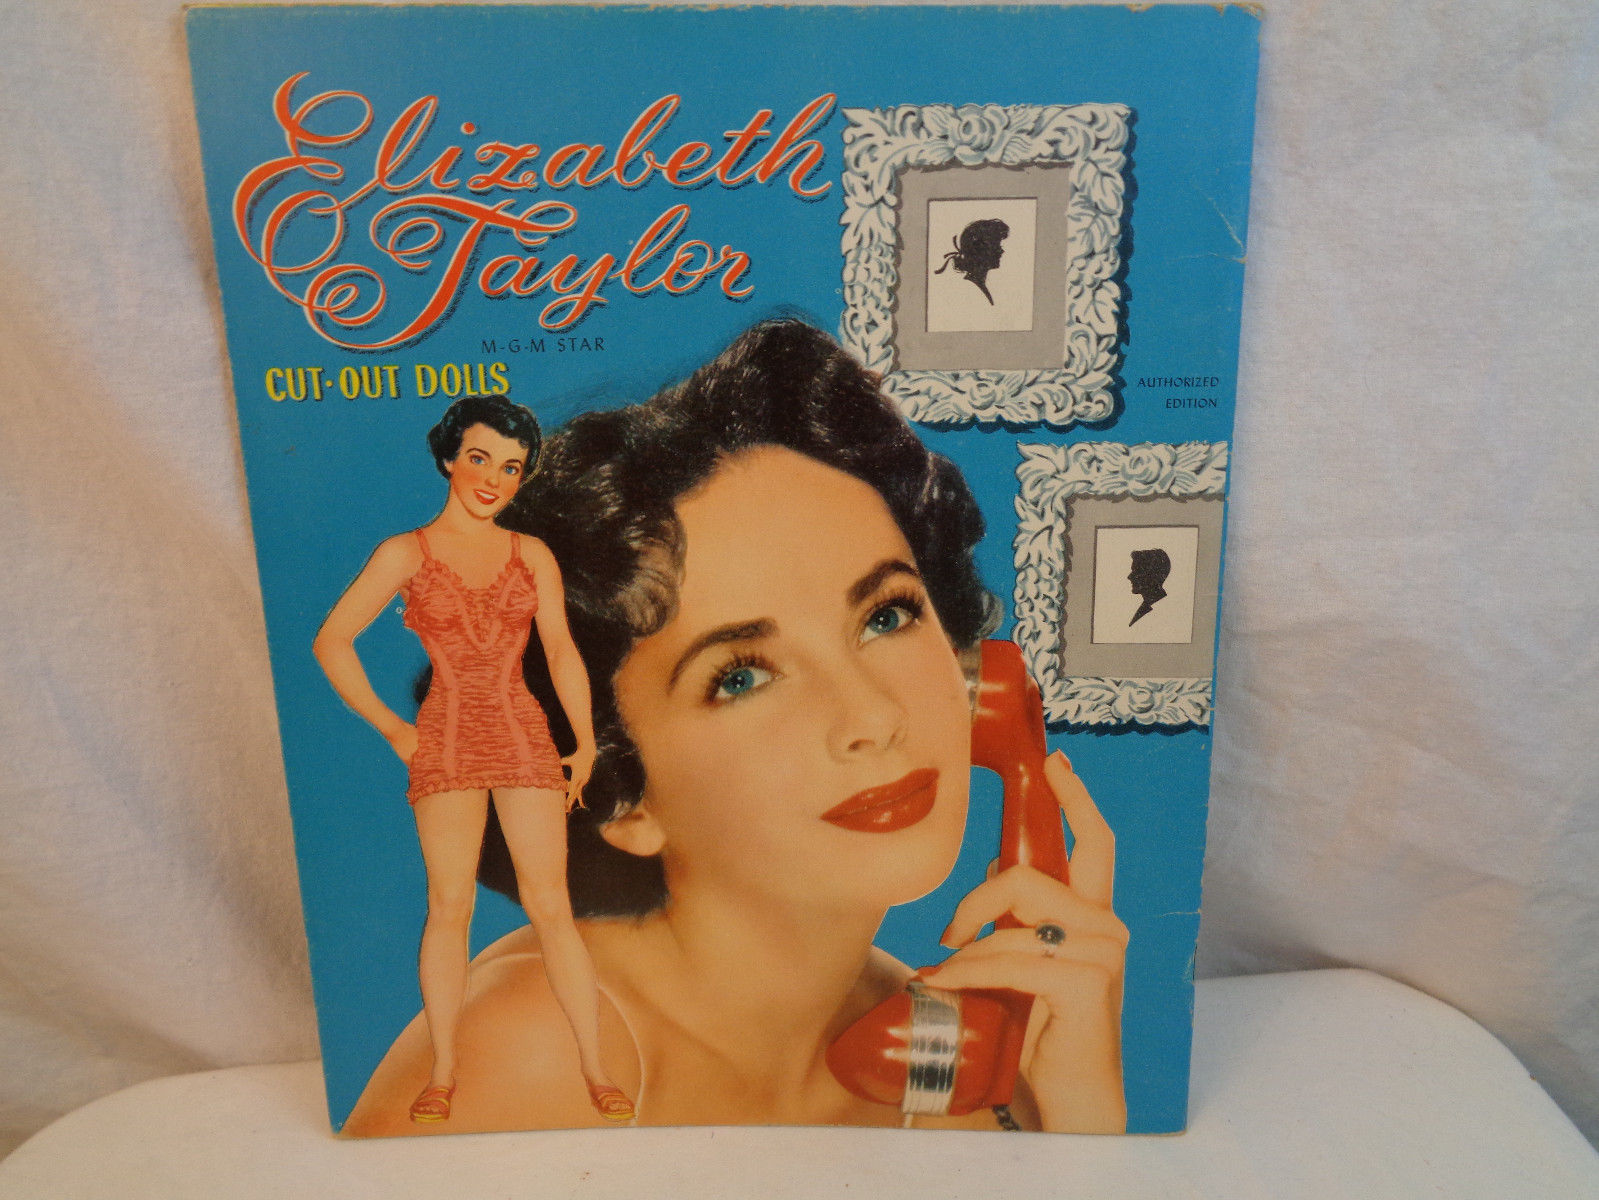 Elizabeth
Taylor
M-G-M STAR
CUT-OUT DOLLS
AUTHORIZED
EDITION